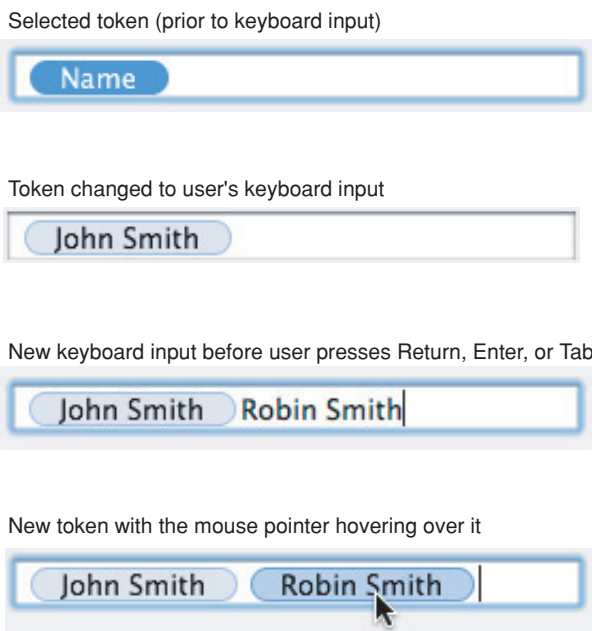 Selected token (prior to keyboard input)
Name
Token changed to user's keyboard input
John Smith
New keyboard input before user presses Return, Enter, or Tab
John Smith Robin Smith
New token with the mouse pointer hovering over it
John Smith Robin Smith